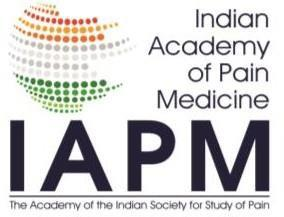 Indian
Academy
of Pain
Medicine
IAPM
The Academy of the Indian Society for Study of Pain